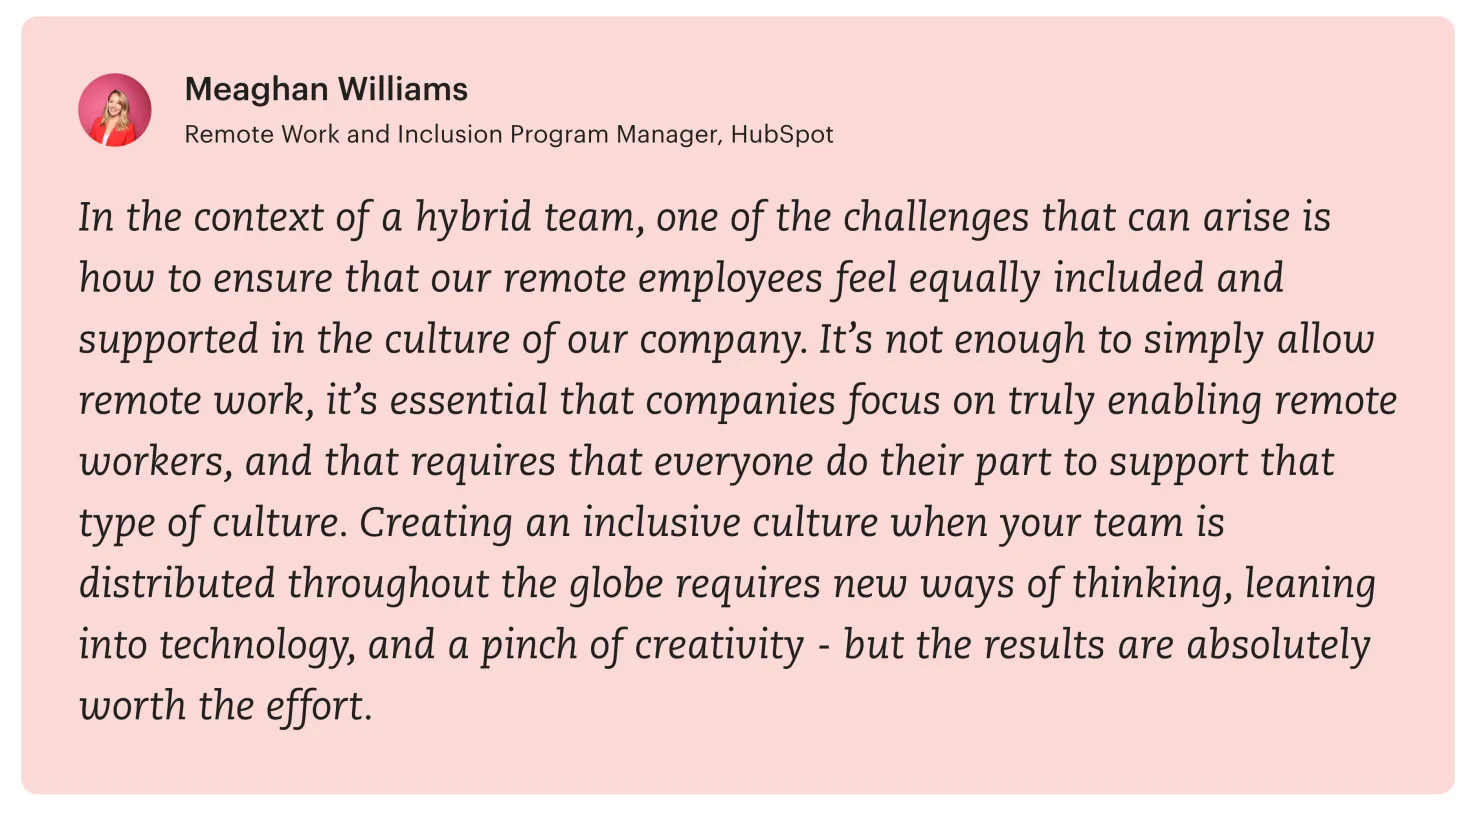 Meaghan Williams
Remote Work and Inclusion Program Manager, HubSpot
In the context of a hybrid team, one of the challenges that can arise is
how to ensure that our remote employees feel equally included and
supported in the culture of our company. It’s not enough to simply allow
remote work, it’s essential that companies focus on truly enabling remote
workers, and that requires that everyone do their part to support that
type of culture. Creating an inclusive culture when your team is
distributed throughout the globe requires new ways of thinking, leaning
into technology, and a pinch of creativity - but the results are absolutely
worth the effort.